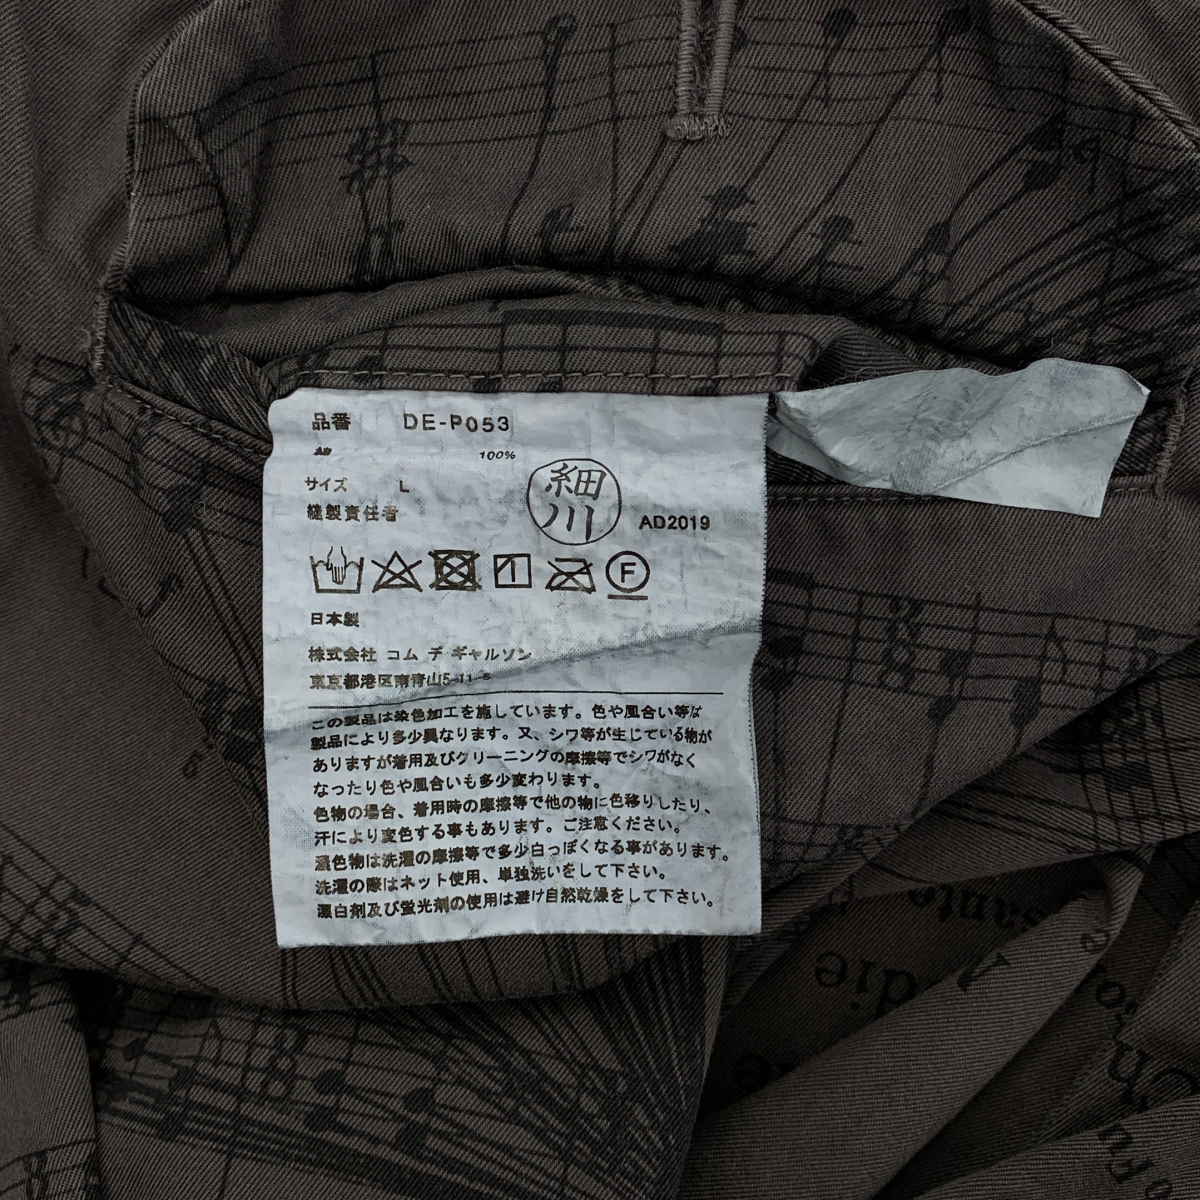 品番 DE-P053
綿 100%
サイズ L
縫製責任者
細川
AD2019
F
日本製
株式会社 コム デ ギャルソン
東京都港区南青山5-11-5
この製品は染色加工を施しています。色や風合い等は
製品により多少異なります。又、シワ等が生じている物が
ありますが着用及びクリーニングの摩擦等でシワがなく
なったり色や風合いも多少変わります。
色物の場合、着用時の摩擦等で他の物に色移りしたり、
汗により変色する事もあります。ご注意ください。
濃色物は洗濯の摩擦等で多少白っぽくなる事があります。
洗濯の際はネット使用、単独洗いをして下さい。
漂白剤及び蛍光剤の使用は避け自然乾燥をして下さい。
die